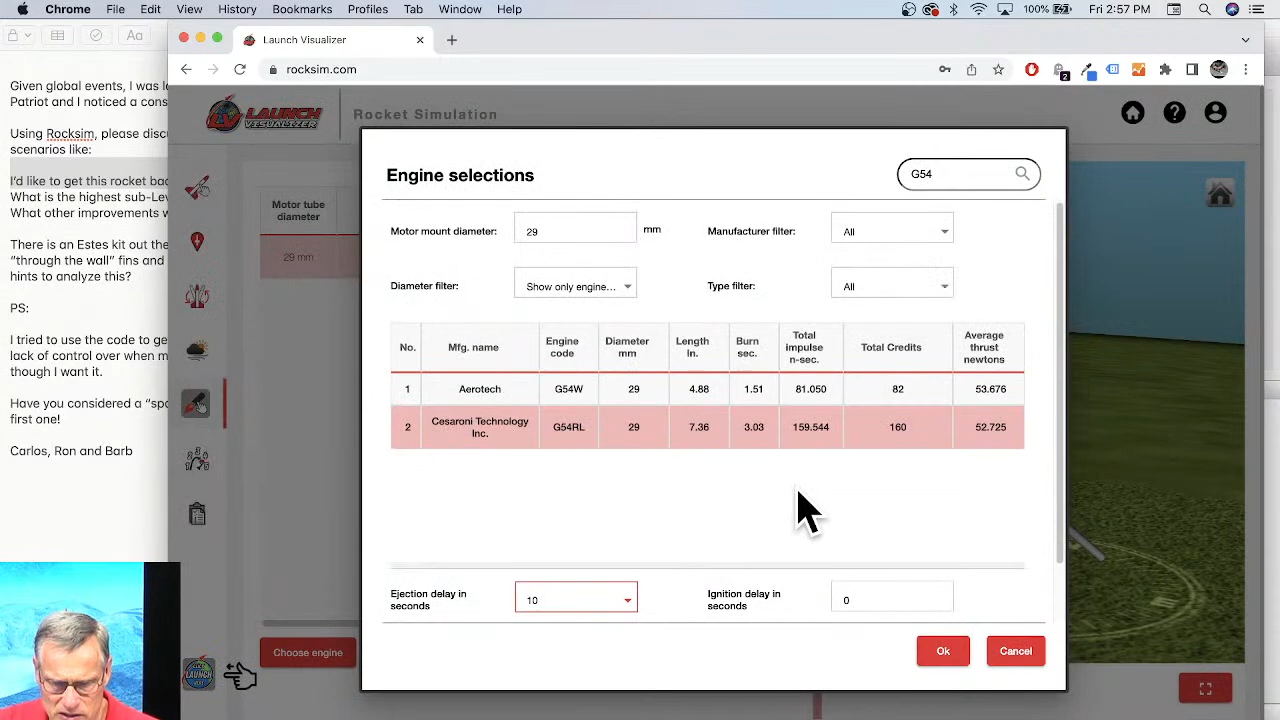 Chrome File Edit View History Bookmarks Profiles Tab Window Help 100% Fri 2:57 PM
Launch Visualizer
rocksim.com
2
Aa
Given global events, I was lo
Patriot and I noticed a cons
Using Rocksim, please discu
scenarios like:
I'd like to get this rocket bac
What is the highest sub-Lev
What other improvements w
There is an Estes kit out the
"through the wall" fins and
hints to analyze this?
PS:
I tried to use the code to ge
lack of control over when m
though I want it.
Have you considered a "spo
first one!
Carlos, Ron and Barb
LAUNCH
VISUALIZER
Rocket Simulation
Motor tube
diameter
29 mm
Choose engine
LAUNCH
Engine selections
G54
Motor mount diameter: 29 mm
Manufacturer filter: All
Diameter filter: Show only engine...
Type filter: All
No. Mfg. name Engine code Diameter mm Length In. Burn sec. Total impulse n-sec. Total Credits Average thrust newtons
1 Aerotech G54W 29 4.88 1.51 81.050 82 53.676
2 Cesaroni Technology Inc. G54RL 29 7.36 3.03 159.544 160 52.725
Ejection delay in seconds 10
Ignition delay in seconds 0
Ok
Cancel